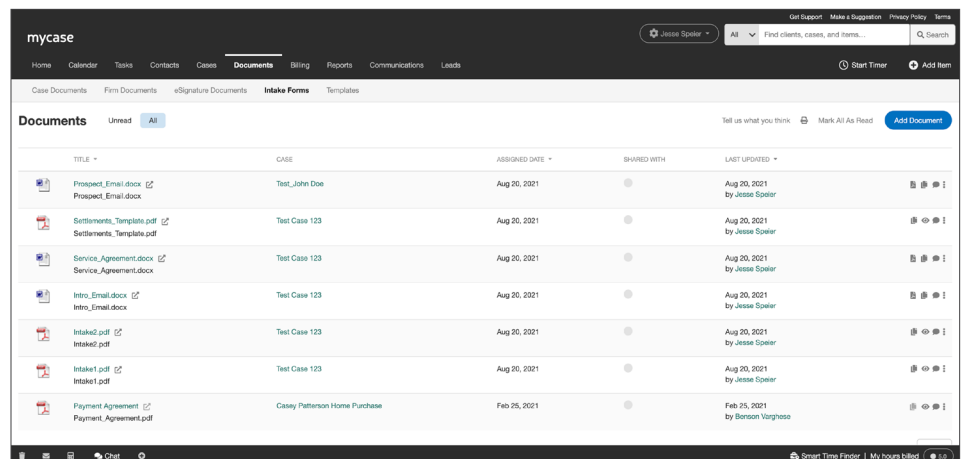 Get Support Make a Suggestion Privacy Policy Terms
mycase
Jesse Speier
All Find clients, cases, and items... Search
Home Calendar Tasks Contacts Cases Documents Billing Reports Communications Leads
Start Timer Add Item
Case Documents Firm Documents eSignature Documents Intake Forms Templates
Documents Unread All
Tell us what you think Mark All As Read Add Document
TITLE CASE ASSIGNED DATE SHARED WITH LAST UPDATED
Prospect_Email.docx Test_John Doe Aug 20, 2021 Aug 20, 2021
Prospect_Email.docx by Jesse Speier
Settlements_Template.pdf Test Case 123 Aug 20, 2021 Aug 20, 2021
Settlements_Template.pdf by Jesse Speier
Service_Agreement.docx Test Case 123 Aug 20, 2021 Aug 20, 2021
Service_Agreement.docx by Jesse Speier
Intro_Email.docx Test Case 123 Aug 20, 2021 Aug 20, 2021
Intro_Email.docx by Jesse Speier
Intake2.pdf Test Case 123 Aug 20, 2021 Aug 20, 2021
Intake2.pdf by Jesse Speier
Intake1.pdf Test Case 123 Aug 20, 2021 Aug 20, 2021
Intake1.pdf by Jesse Speier
Payment Agreement Casey Patterson Home Purchase Feb 25, 2021 Feb 25, 2021
Payment_Agreement.pdf by Benson Varghese
Chat Smart Time Finder | My hours billed 5.0